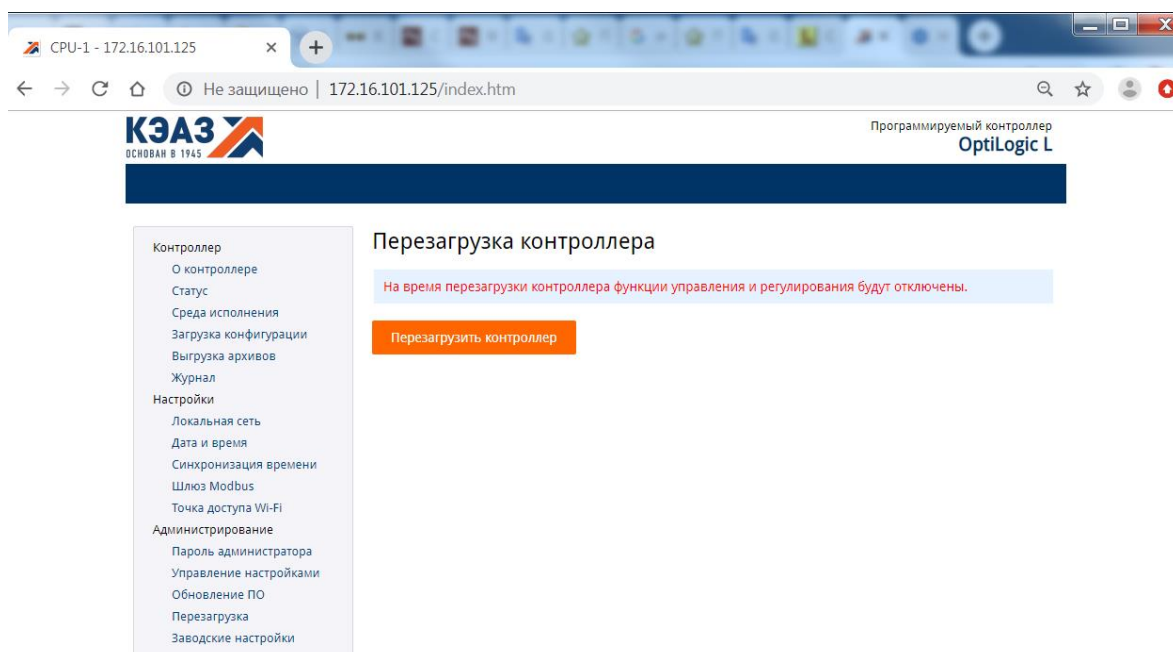 CPU-1 - 172.16.101.125
Не защищено | 172.16.101.125/index.htm
КЭАЗ
ОСНОВАН В 1945
Программируемый контроллер
OptiLogic L
Контроллер
О контроллере
Статус
Среда исполнения
Загрузка конфигурации
Выгрузка архивов
Журнал
Настройки
Локальная сеть
Дата и время
Синхронизация времени
Шлюз Modbus
Точка доступа Wi-Fi
Администрирование
Пароль администратора
Управление настройками
Обновление ПО
Перезагрузка
Заводские настройки
Перезагрузка контроллера
На время перезагрузки контроллера функции управления и регулирования будут отключены.
Перезагрузить контроллер